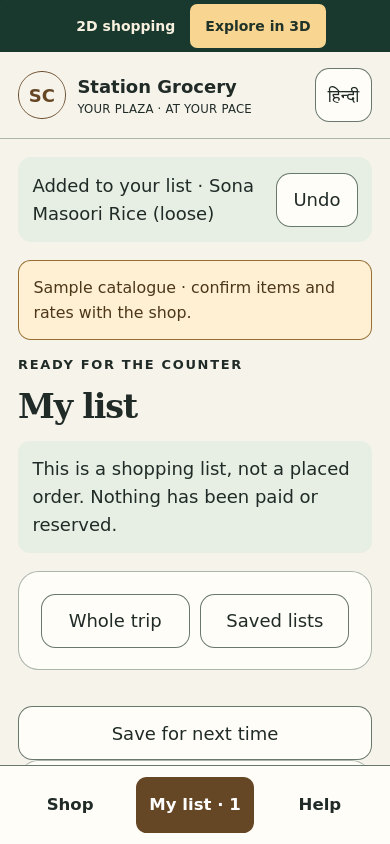 2D shopping
Explore in 3D
SC
Station Grocery
YOUR PLAZA · AT YOUR PACE
हिन्दी
Added to your list · Sona
Masoori Rice (loose)
Undo
Sample catalogue · confirm items and
rates with the shop.
READY FOR THE COUNTER
My list
This is a shopping list, not a placed
order. Nothing has been paid or
reserved.
Whole trip
Saved lists
Save for next time
Shop
My list · 1
Help